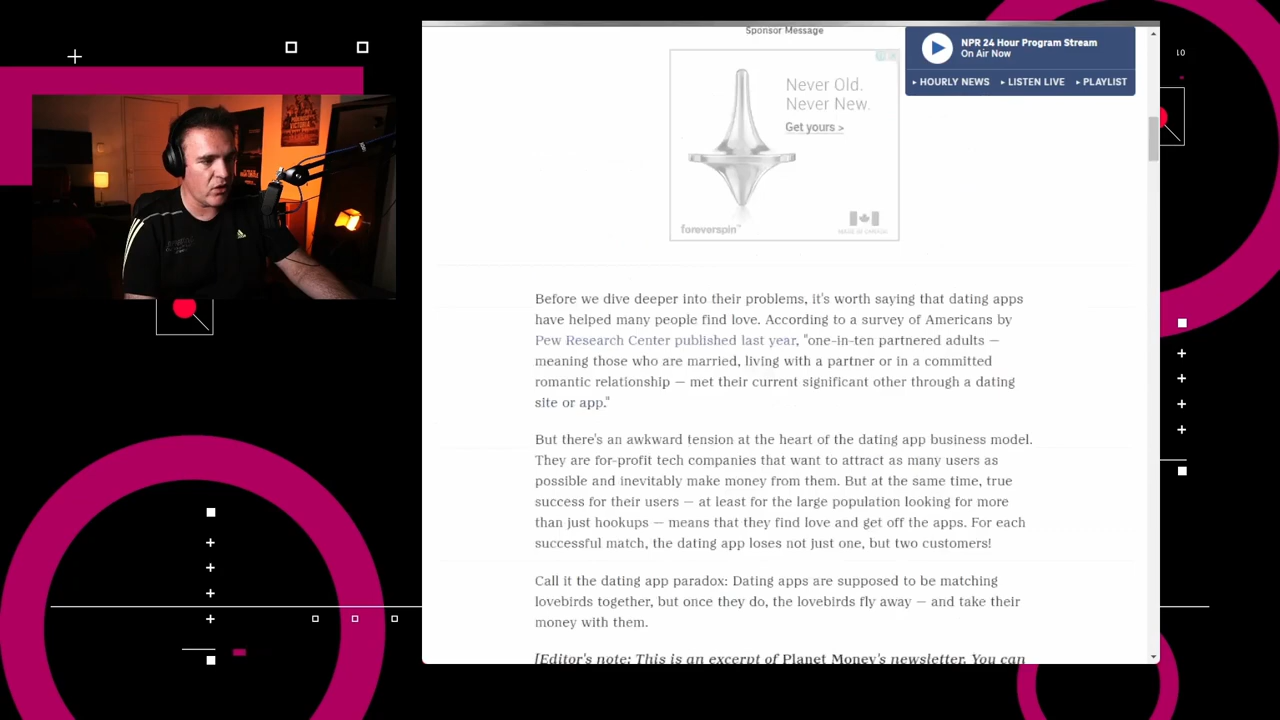 Sponsor Message
NPR 24 Hour Program Stream
On Air Now
HOURLY NEWS LISTEN LIVE PLAYLIST
Never Old.
Never New.
Get yours >
foreverspin™
Before we dive deeper into their problems, it's worth saying that dating apps
have helped many people find love. According to a survey of Americans by
Pew Research Center published last year, "one-in-ten partnered adults —
meaning those who are married, living with a partner or in a committed
romantic relationship — met their current significant other through a dating
site or app."
But there's an awkward tension at the heart of the dating app business model.
They are for-profit tech companies that want to attract as many users as
possible and inevitably make money from them. But at the same time, true
success for their users — at least for the large population looking for more
than just hookups — means that they find love and get off the apps. For each
successful match, the dating app loses not just one, but two customers!
Call it the dating app paradox: Dating apps are supposed to be matching
lovebirds together, but once they do, the lovebirds fly away — and take their
money with them.
[Editor's note: This is an excerpt of Planet Money's newsletter. You can